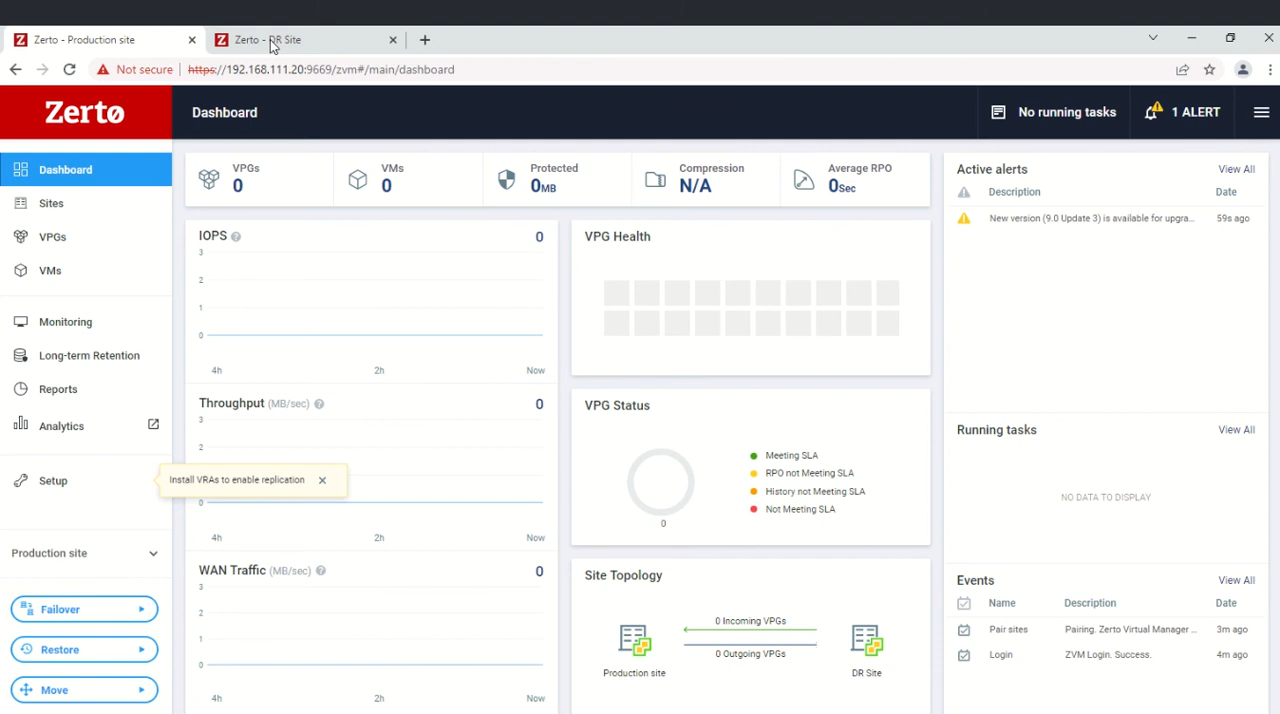 Zerto - Production site
Zerto - DR Site
Not secure
https://192.168.111.20:9669/zvm#/main/dashboard
Zerto
Dashboard
No running tasks
1 ALERT
Dashboard
Sites
VPGs
VMs
Monitoring
Long-term Retention
Reports
Analytics
Setup
Install VRAs to enable replication
Production site
Failover
Restore
Move
VPGs
0
VMs
0
Protected
0MB
Compression
N/A
Average RPO
0Sec
IOPS
0
3
2
1
0
4h 2h Now
Throughput (MB/sec)
0
3
2
0
4h 2h Now
WAN Traffic (MB/sec)
0
3
2
1
0
4h 2h Now
VPG Health
VPG Status
0
Meeting SLA
RPO not Meeting SLA
History not Meeting SLA
Not Meeting SLA
Site Topology
0 Incoming VPGs
0 Outgoing VPGs
Production site
DR Site
Active alerts View All
Description Date
New version (9.0 Update 3) is available for upgra... 59s ago
Running tasks View All
NO DATA TO DISPLAY
Events View All
Name Description Date
Pair sites Pairing. Zerto Virtual Manager ... 3m ago
Login ZVM Login. Success. 4m ago